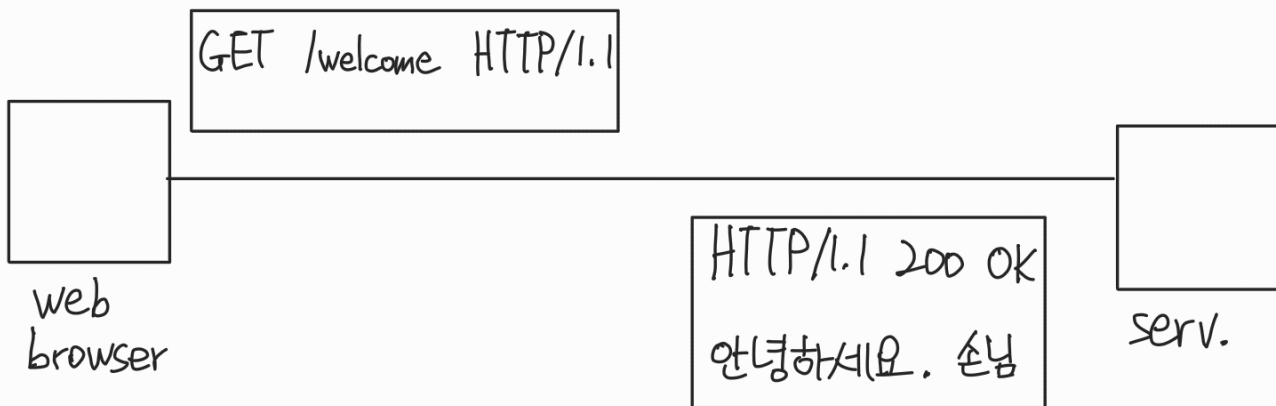 GET /welcome HTTP/1.1
web
browser
HTTP/1.1 200 OK
안녕하세요. 손님
serv.